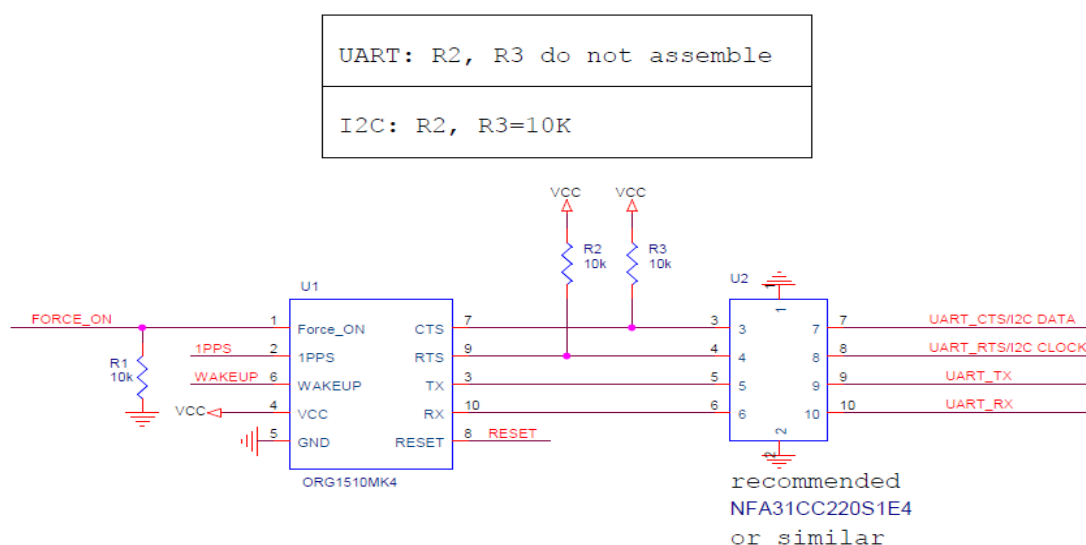 UART: R2, R3 do not assemble
I2C: R2, R3=10K
VCC VCC
R2 10k
R3 10k
U1
U2
FORCE_ON 1 Force_ON CTS 7 3 3 1 7 7 UART_CTS/I2C DATA
1PPS 2 1PPS RTS 9 4 4 8 8 UART_RTS/I2C CLOCK
R1 10k
WAKEUP 6 WAKEUP TX 3 5 5 9 9 UART_TX
VCC 4 VCC RX 10 6 6 10 10 UART_RX
5 GND RESET 8 RESET
1
2
2
ORG1510MK4
recommended
NFA31CC220S1E4
or similar